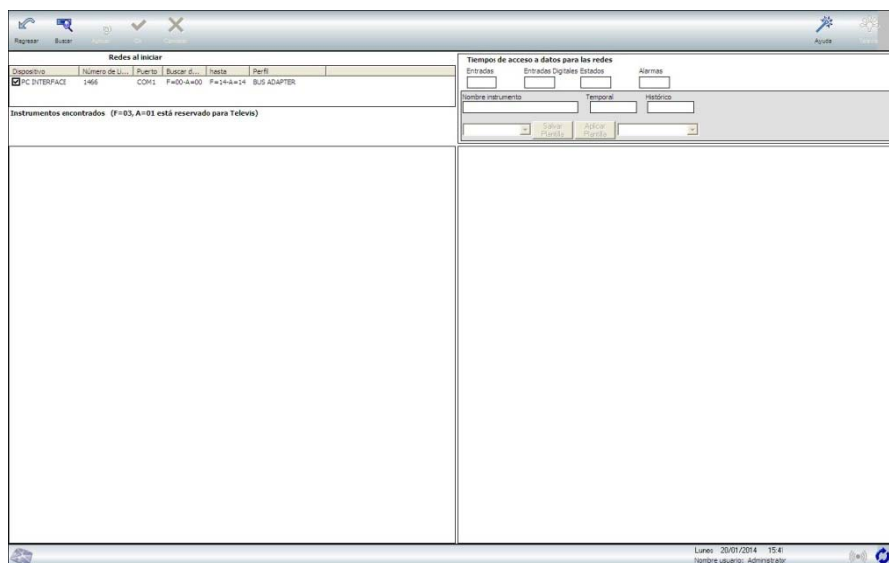 Regresar Buscar Ayuda
Redes al iniciar
Dispositivo Número de U... Puerto Buscar d... hasta Perfil
PC INTERFACE 1466 COM1 F=00-A=00 F=14-A=14 BUS ADAPTER
Instrumentos encontrados (F=03, A=01 está reservado para Televis)
Tiempos de acceso a datos para las redes
Entradas Entradas Digitales Estados Alarmas
Nombre instrumento Temporal Histórico
Salvar Plantilla Aplicar Plantilla
Lunes 20/01/2014 15:41
Nombre usuario: Administrator